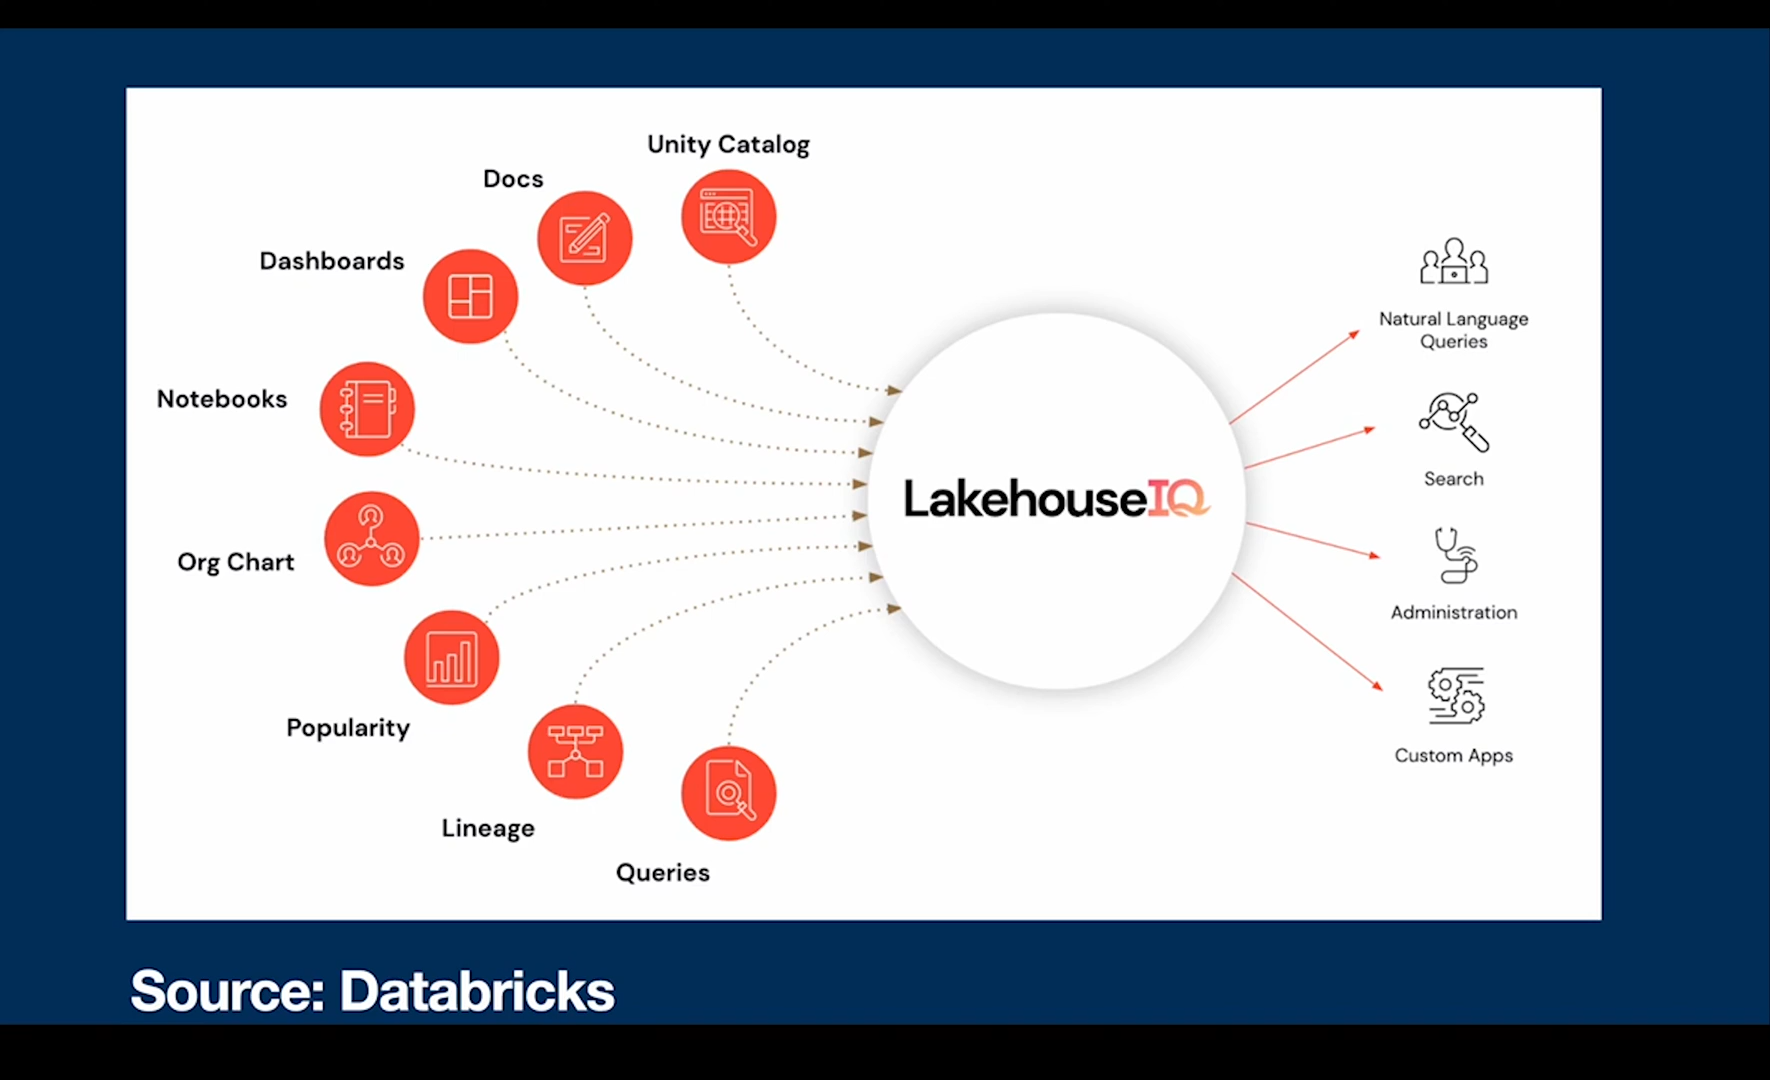 Unity Catalog
Docs
Dashboards
Notebooks
Org Chart
Popularity
Lineage
Queries
LakehouseIQ
Natural Language
Queries
Search
Administration
Custom Apps
Source: Databricks